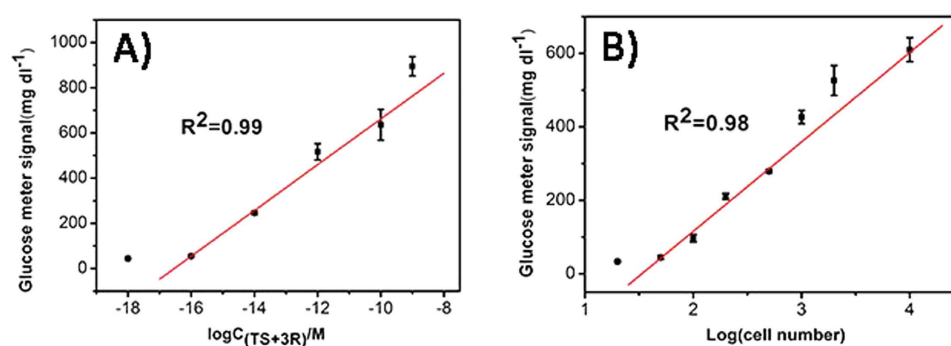 A)
Glucose meter signal(mg dl⁻¹)
1000
800
600
400
200
0
R²=0.99
-18
-16
-14
-12
-10
-8
logC(TS+3R)/M
B)
Glucose meter signal(mg dl⁻¹)
600
400
200
0
R²=0.98
1
2
3
4
Log(cell number)